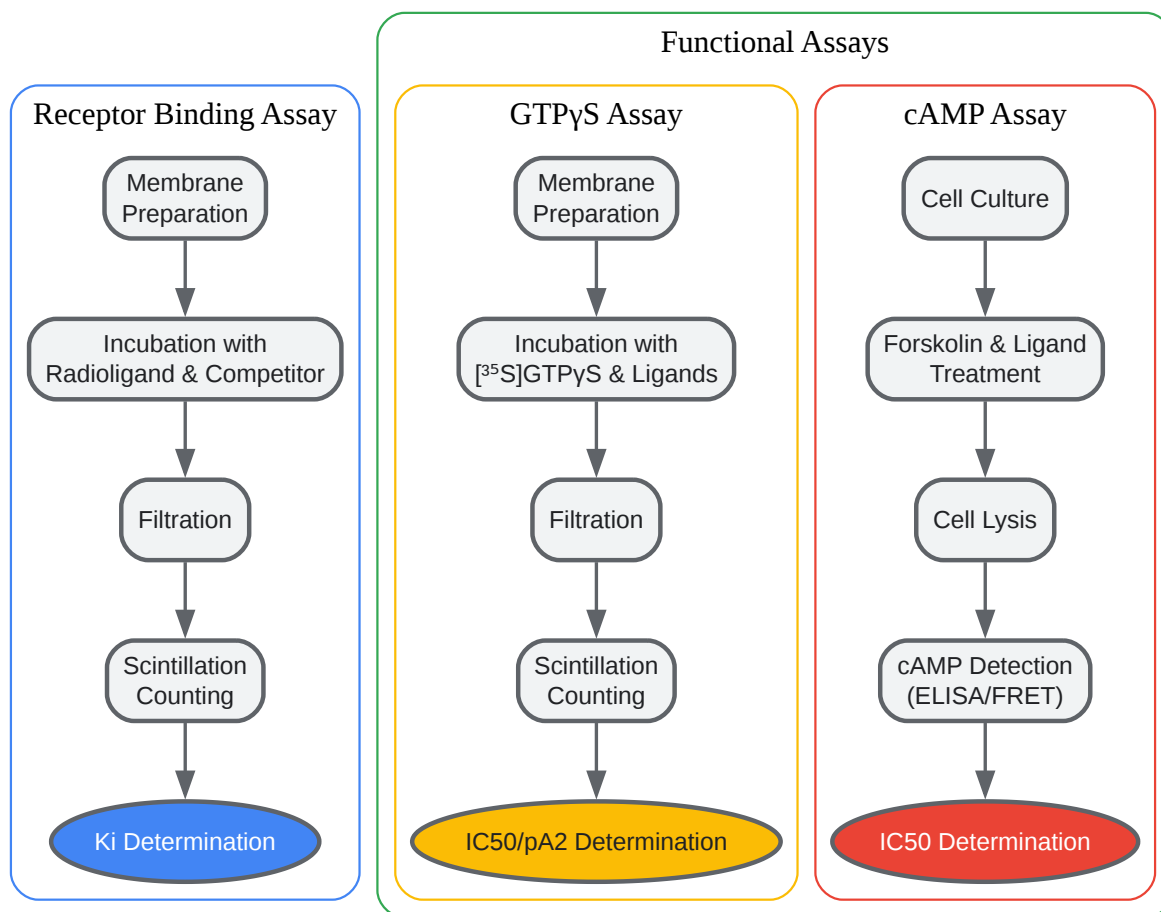 Functional Assays
Receptor Binding Assay
Membrane
Preparation
Incubation with
Radioligand & Competitor
Filtration
Scintillation
Counting
Ki Determination
GTPγS Assay
Membrane
Preparation
Incubation with
[³⁵S]GTPγS & Ligands
Filtration
Scintillation
Counting
IC50/pA2 Determination
cAMP Assay
Cell Culture
Forskolin & Ligand
Treatment
Cell Lysis
cAMP Detection
(ELISA/FRET)
IC50 Determination